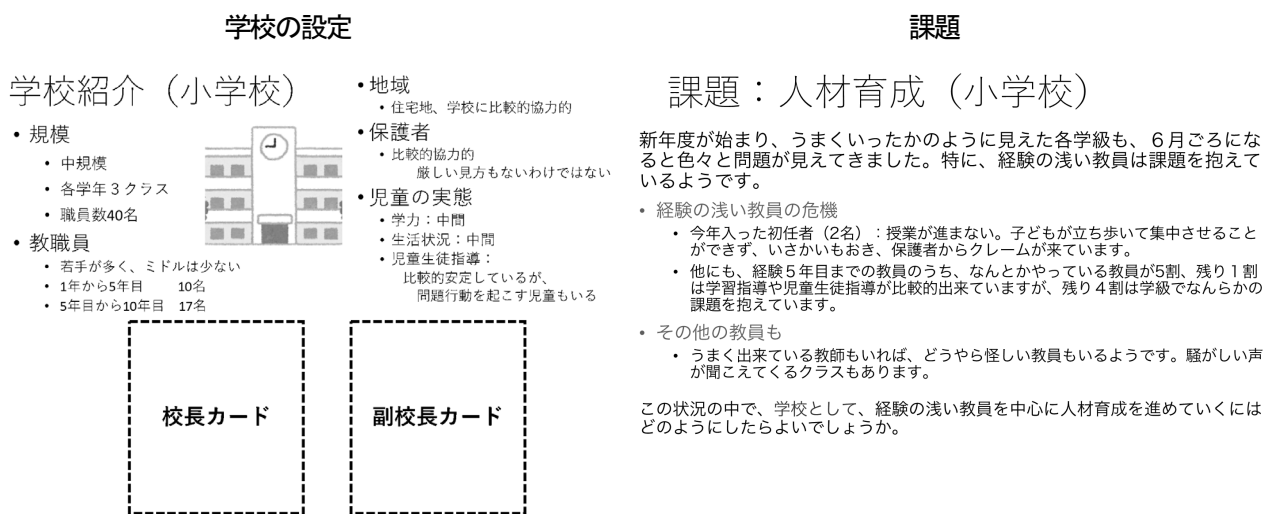 学校の設定
学校紹介（小学校）
• 規模
• 中規模
• 各学年３クラス
• 職員数40名
• 教職員
• 若手が多く、ミドルは少ない
• 1年から5年目 10名
• 5年目から10年目 17名
• 地域
• 住宅地、学校に比較的協力的
• 保護者
• 比較的協力的
厳しい見方もないわけではない
• 児童の実態
• 学力：中間
• 生活状況：中間
• 児童生徒指導：
比較的安定しているが、
問題行動を起こす児童もいる
校長カード
副校長カード
課題
課題：人材育成（小学校）
新年度が始まり、うまくいったかのように見えた各学級も、６月ごろにな
ると色々と問題が見えてきました。特に、経験の浅い教員は課題を抱えて
いるようです。
• 経験の浅い教員の危機
• 今年入った初任者（2名）：授業が進まない。子どもが立ち歩いて集中させること
ができず、いさかいもおき、保護者からクレームが来ています。
• 他にも、経験５年目までの教員のうち、なんとかやっている教員が5割、残り１割
は学習指導や児童生徒指導が比較的出来ていますが、残り４割は学級でなんらかの
課題を抱えています。
• その他の教員も
• うまく出来ている教師もいれば、どうやら怪しい教員もいるようです。騒がしい声
が聞こえてくるクラスもあります。
この状況の中で、学校として、経験の浅い教員を中心に人材育成を進めていくには
どのようにしたらよいでしょうか。